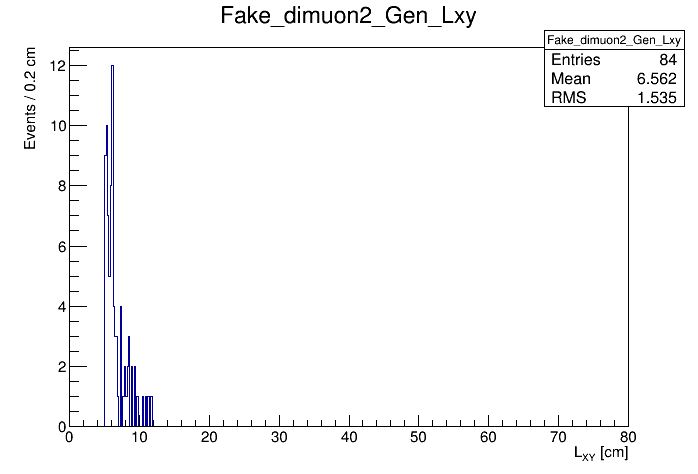 Fake_dimuon2_Gen_Lxy
Fake_dimuon2_Gen_Lxy
Entries 84
Mean 6.562
RMS 1.535
Events / 0.2 cm
12
10
8
6
4
2
0
0 10 20 30 40 50 60 70 80
L_XY [cm]